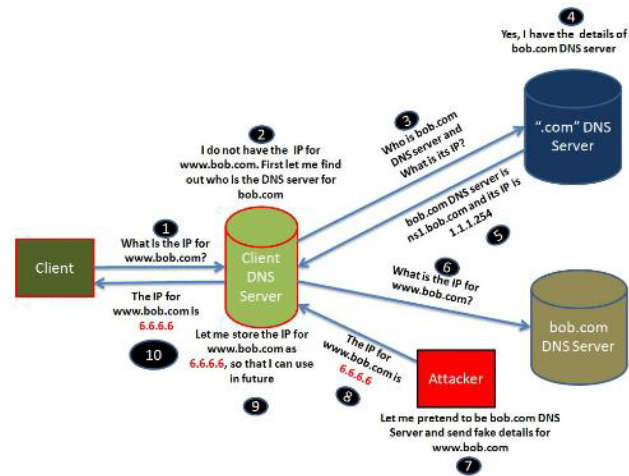 4
Yes, I have the details of
bob.com DNS server
“.com” DNS
Server
3
Who is bob.com
DNS server and
What is its IP?
2
I do not have the IP for
www.bob.com. First let me find
out who is the DNS server for
bob.com
bob.com DNS server is
ns1.bob.com and its IP is
1.1.1.254
5
1
What is the IP for
www.bob.com?
Client
Client
DNS
Server
6
What is the IP for
www.bob.com?
The IP for
www.bob.com is
6.6.6.6
10
bob.com
DNS Server
Let me store the IP for
www.bob.com as
6.6.6.6, so that I can use
in future
9
The IP for
www.bob.com is
6.6.6.6
8
Attacker
Let me pretend to be bob.com DNS
Server and send fake details for
www.bob.com
7